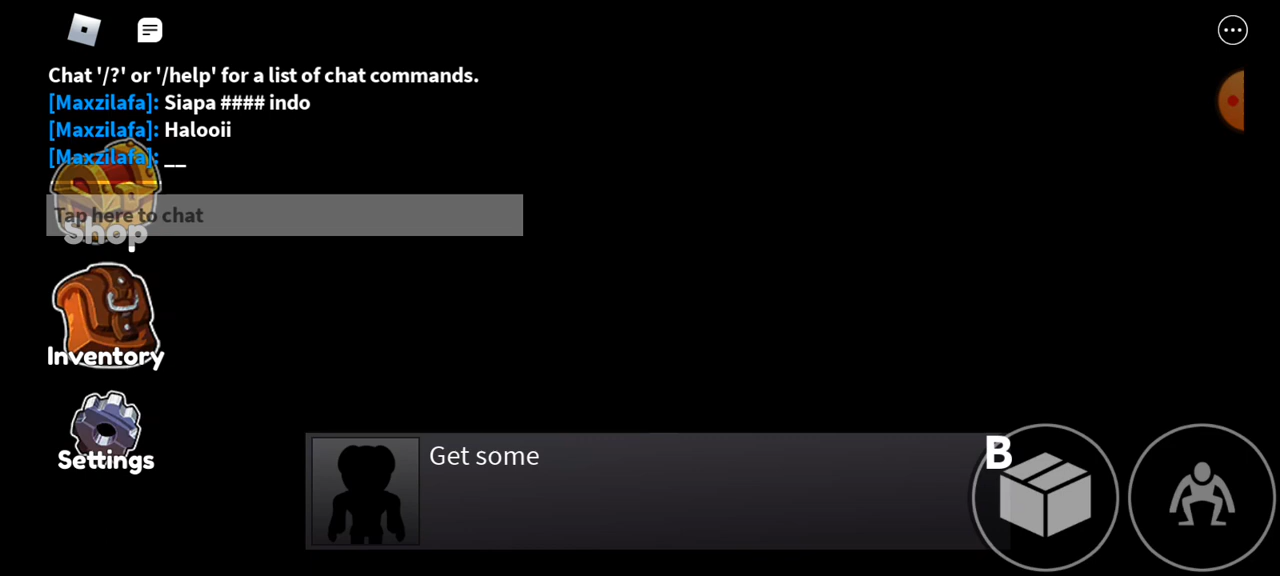 Chat '/?' or '/help' for a list of chat commands.
[Maxzilafa]: Siapa #### indo
[Maxzilafa]: Halooii
[Maxzilafa]: __
Tap here to chat
Shop
Inventory
Settings
Get some
B